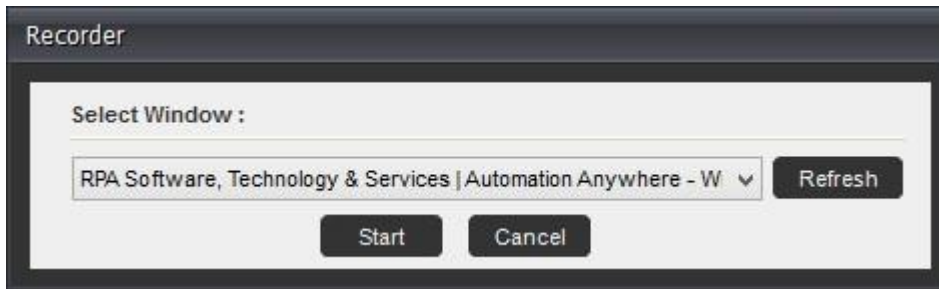 Recorder
Select Window :
RPA Software, Technology & Services | Automation Anywhere - W
Refresh
Start
Cancel